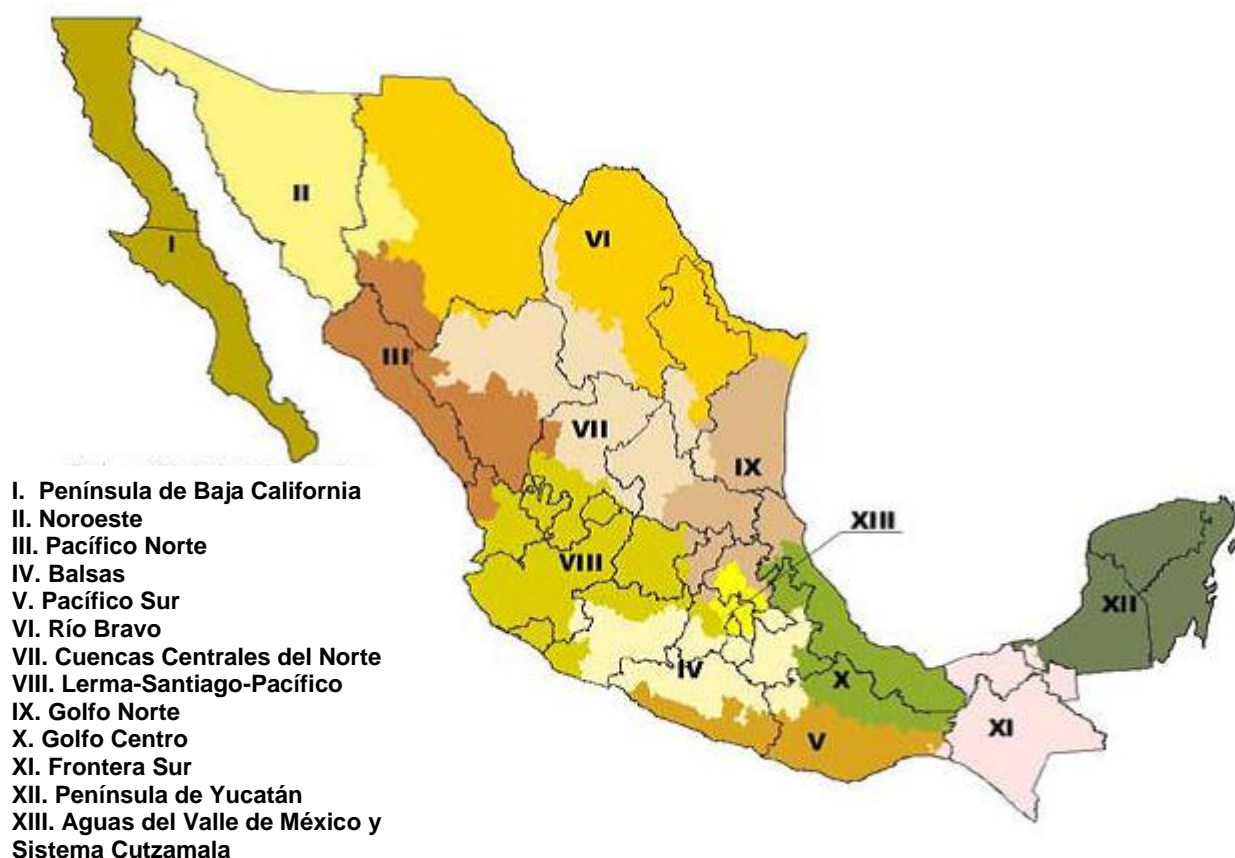 II
VI
I
III
VII
IX
XIII
VIII
XII
IV
X
V
XI
I. Península de Baja California
II. Noroeste
III. Pacífico Norte
IV. Balsas
V. Pacífico Sur
VI. Río Bravo
VII. Cuencas Centrales del Norte
VIII. Lerma-Santiago-Pacífico
IX. Golfo Norte
X. Golfo Centro
XI. Frontera Sur
XII. Península de Yucatán
XIII. Aguas del Valle de México y
Sistema Cutzamala